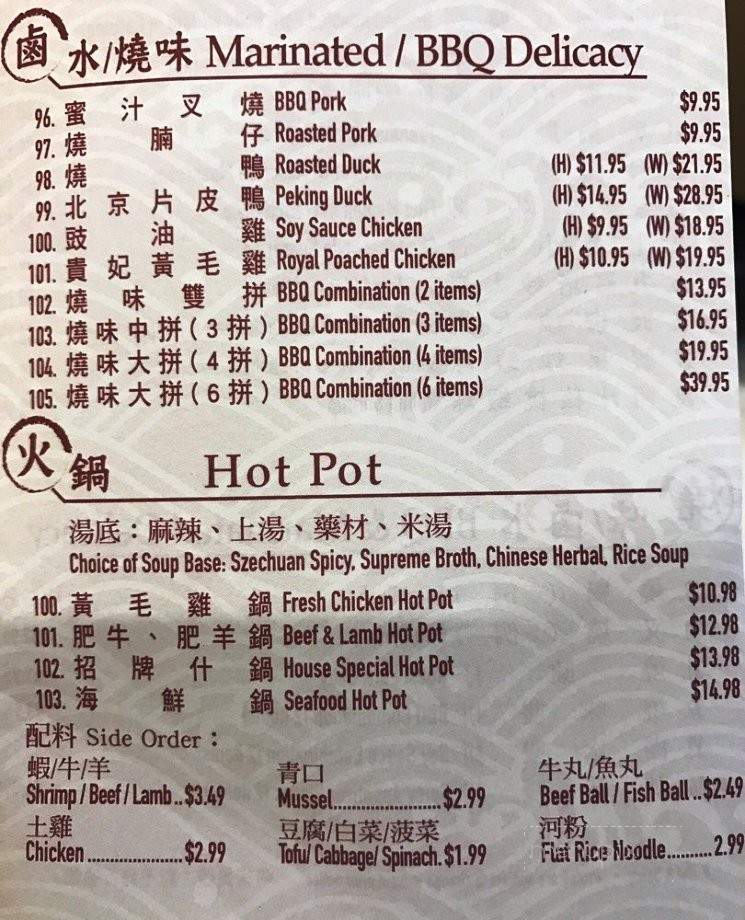 鹵水/燒味 Marinated / BBQ Delicacy
96. 蜜汁叉燒 BBQ Pork $9.95
97. 燒腩仔 Roasted Pork $9.95
98. 燒鴨 Roasted Duck (H) $11.95 (W) $21.95
99. 北京片皮鴨 Peking Duck (H) $14.95 (W) $28.95
100. 豉油雞 Soy Sauce Chicken (H) $9.95 (W) $18.95
101. 貴妃黃毛雞 Royal Poached Chicken (H) $10.95 (W) $19.95
102. 燒味雙拼 BBQ Combination (2 items) $13.95
103. 燒味中拼(3拼) BBQ Combination (3 items) $16.95
104. 燒味大拼(4拼) BBQ Combination (4 items) $19.95
105. 燒味大拼(6拼) BBQ Combination (6 items) $39.95
火鍋 Hot Pot
湯底：麻辣、上湯、藥材、米湯
Choice of Soup Base: Szechuan Spicy, Supreme Broth, Chinese Herbal, Rice Soup
100. 黃毛雞鍋 Fresh Chicken Hot Pot $10.98
101. 肥牛、肥羊鍋 Beef & Lamb Hot Pot $12.98
102. 招牌什鍋 House Special Hot Pot $13.98
103. 海鮮鍋 Seafood Hot Pot $14.98
配料 Side Order：
蝦/牛/羊 青口 牛丸/魚丸
Shrimp / Beef / Lamb..$3.49 Mussel......................$2.99 Beef Ball / Fish Ball ..$2.49
土雞 豆腐/白菜/菠菜 河粉
Chicken...................$2.99 Tofu/ Cabbage/ Spinach.$1.99 Flat Rice Noodle..........2.99